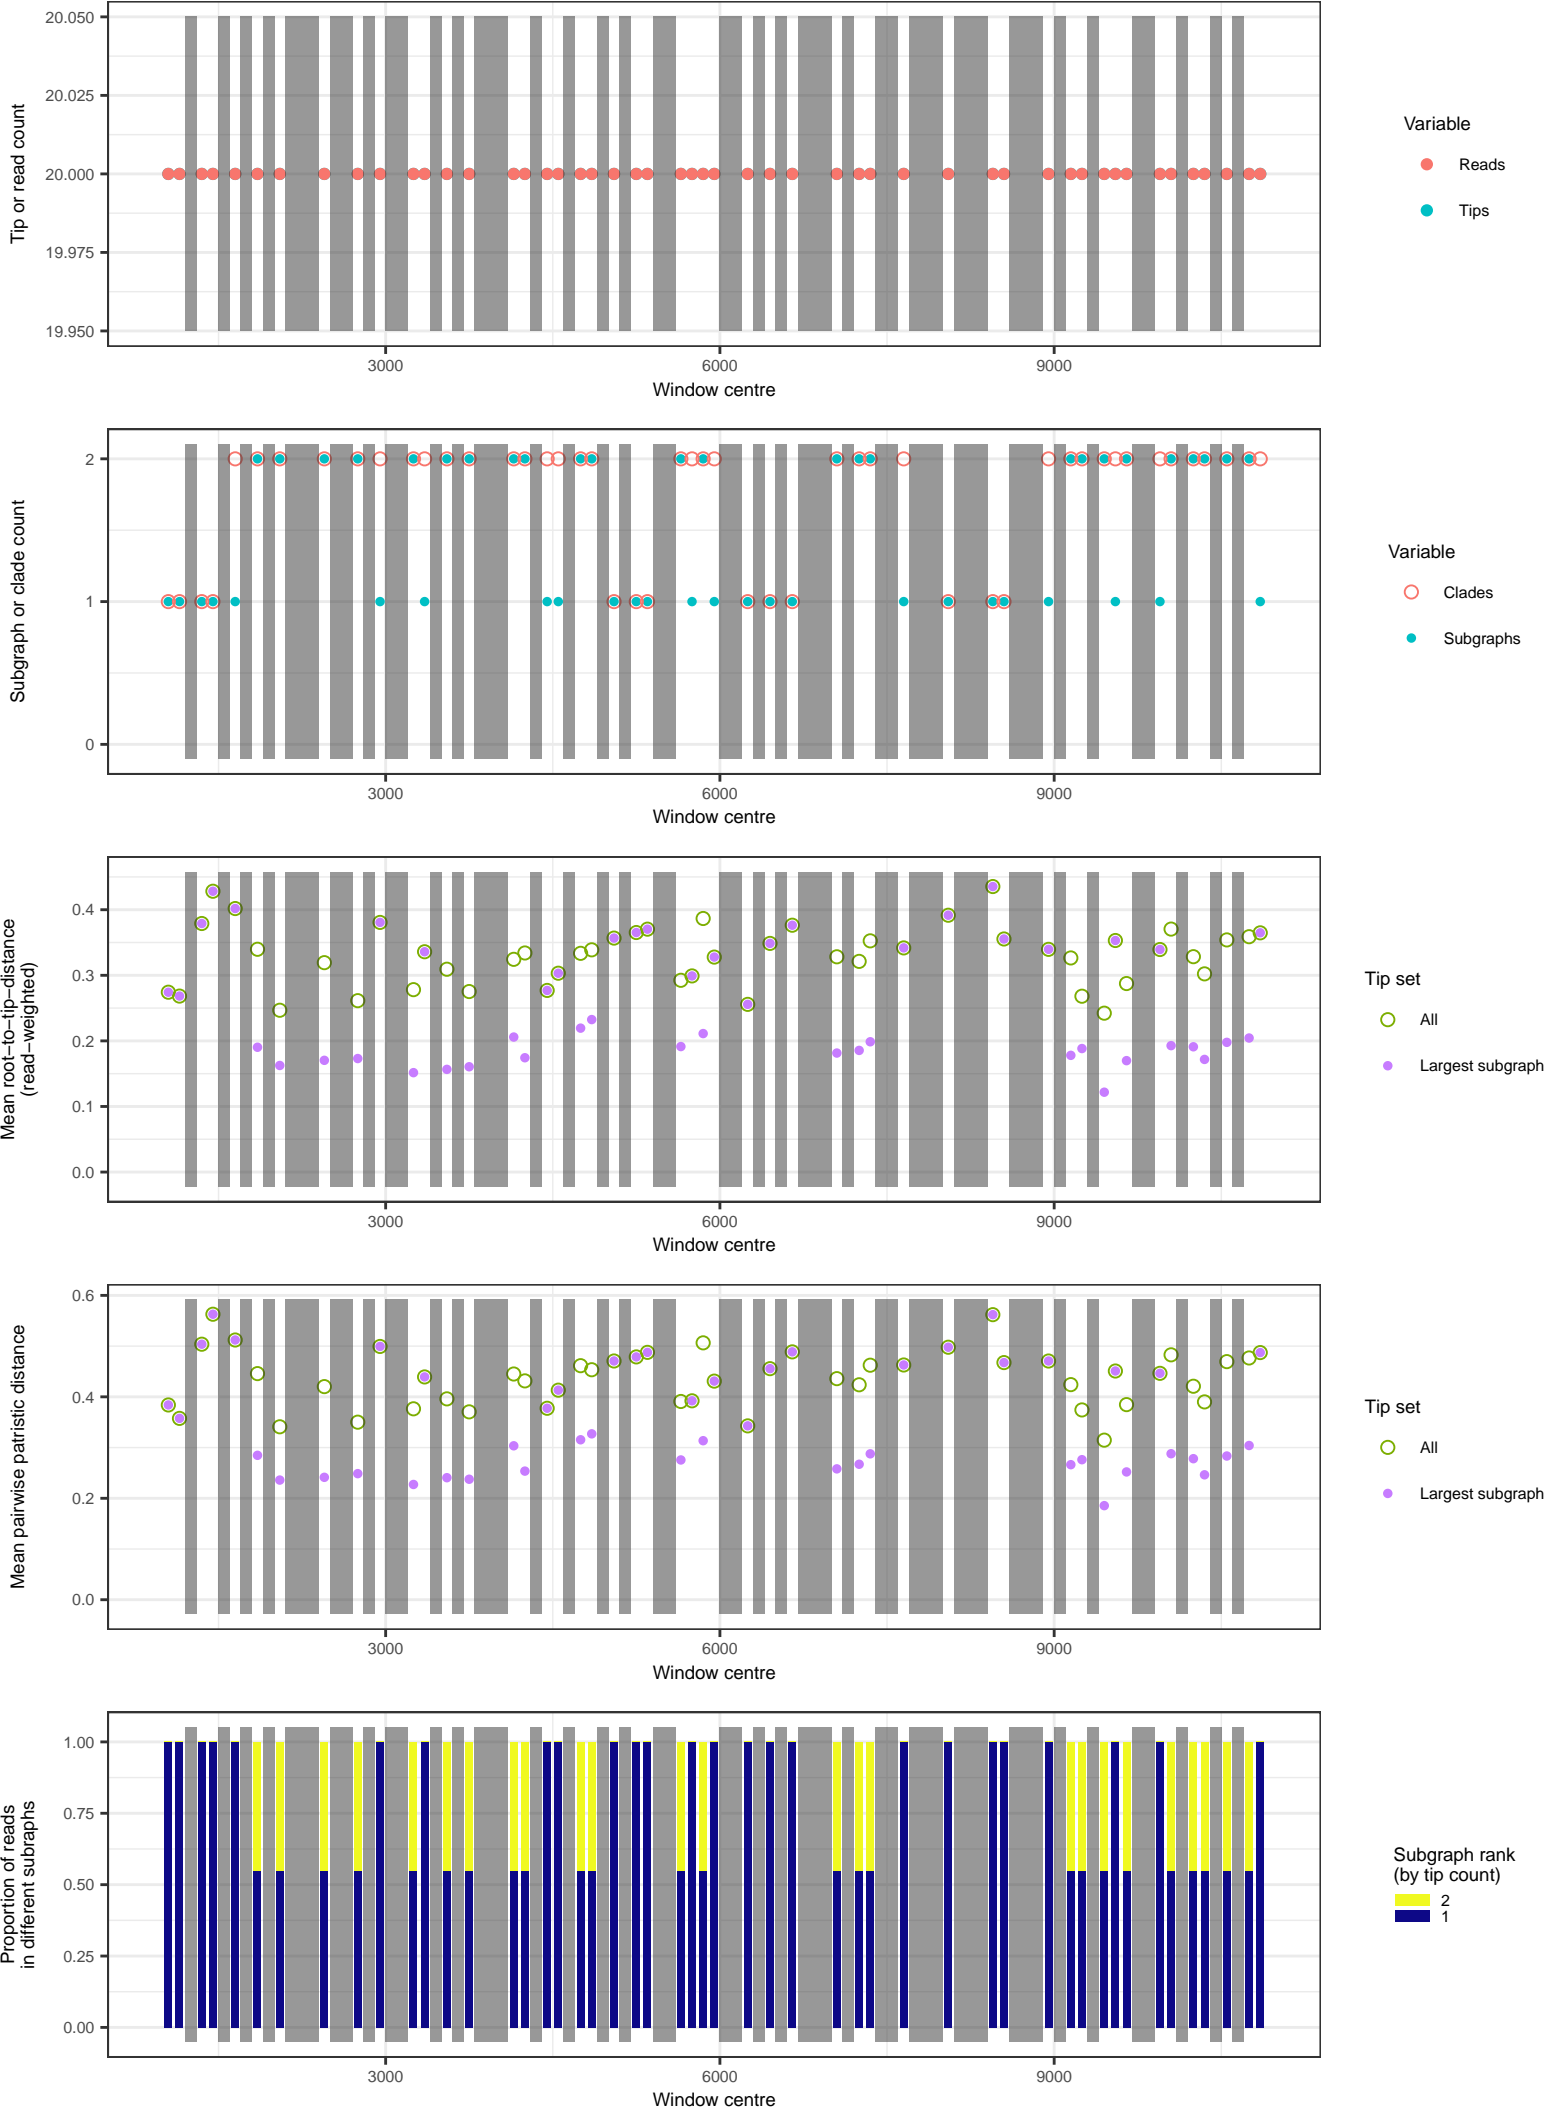 20.050
20.025
20.000
19.975
19.950
Tip or read count
3000
6000
9000
Window centre
Variable
Reads
Tips
2
1
0
Subgraph or clade count
3000
6000
9000
Window centre
Variable
Clades
Subgraphs
0.4
0.3
0.2
0.1
0.0
Mean root−to−tip−distance
(read−weighted)
3000
6000
9000
Window centre
Tip set
All
Largest subgraph
0.6
0.4
0.2
0.0
Mean pairwise patristic distance
3000
6000
9000
Window centre
Tip set
All
Largest subgraph
1.00
0.75
0.50
0.25
0.00
Proportion of reads
in different subraphs
3000
6000
9000
Window centre
Subgraph rank
(by tip count)
2
1